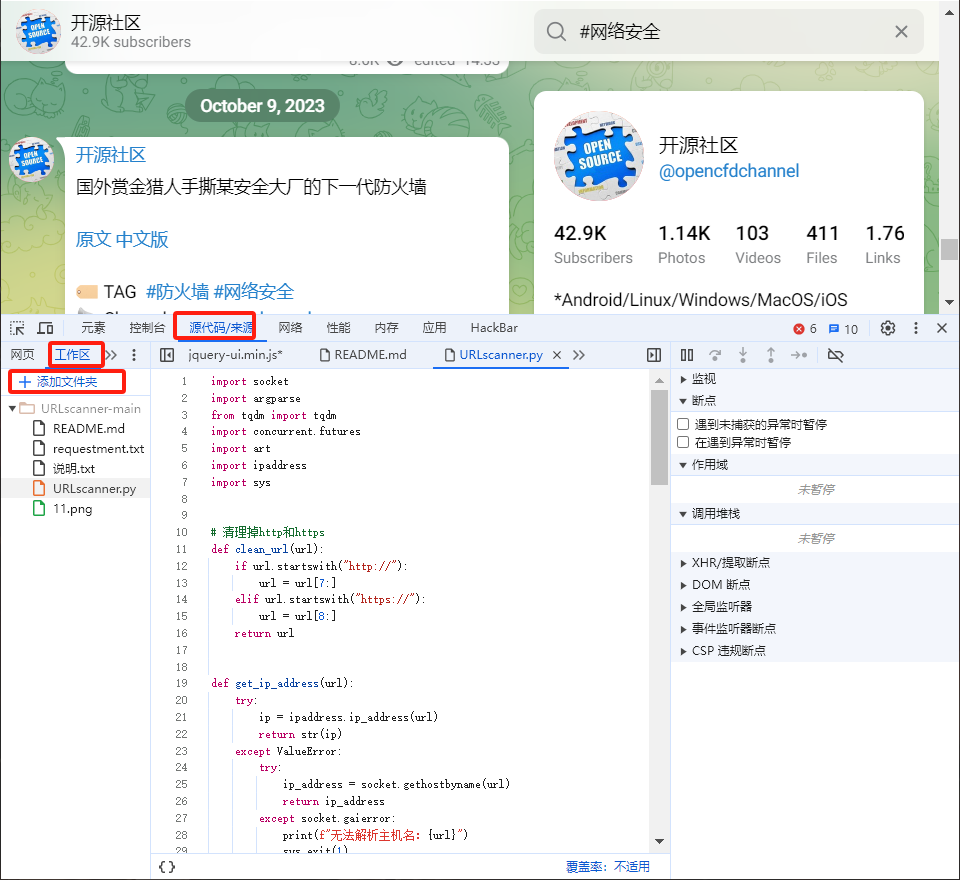 开源社区
42.9K subscribers
#网络安全
edited 14:33
October 9, 2023
开源社区
国外赏金猎人手撕某安全大厂的下一代防火墙
原文 中文版
TAG #防火墙 #网络安全
OPEN SOURCE
开源社区
@opencfdchannel
42.9K 1.14K 103 411 1.76
Subscribers Photos Videos Files Links
*Android/Linux/Windows/MacOS/iOS
元素 控制台 源代码/来源 网络 性能 内存 应用 HackBar 6 10
网页 工作区
+ 添加文件夹
URLscanner-main
README.md
requestment.txt
说明.txt
URLscanner.py
11.png
jquery-ui.min.js* README.md URLscanner.py
1 import socket
2 import argparse
3 from tqdm import tqdm
4 import concurrent.futures
5 import art
6 import ipaddress
7 import sys
8
9
10 # 清理掉http和https
11 def clean_url(url):
12 if url.startswith("http://"):
13 url = url[7:]
14 elif url.startswith("https://"):
15 url = url[8:]
16 return url
17
18
19 def get_ip_address(url):
20 try:
21 ip = ipaddress.ip_address(url)
22 return str(ip)
23 except ValueError:
24 try:
25 ip_address = socket.gethostbyname(url)
26 return ip_address
27 except socket.gaierror:
28 print(f"无法解析主机名: {url}")
29 sys.exit(1)
{}
覆盖率: 不适用
监视
断点
遇到未捕获的异常时暂停
在遇到异常时暂停
作用域
未暂停
调用堆栈
未暂停
XHR/提取断点
DOM 断点
全局监听器
事件监听器断点
CSP 违规断点